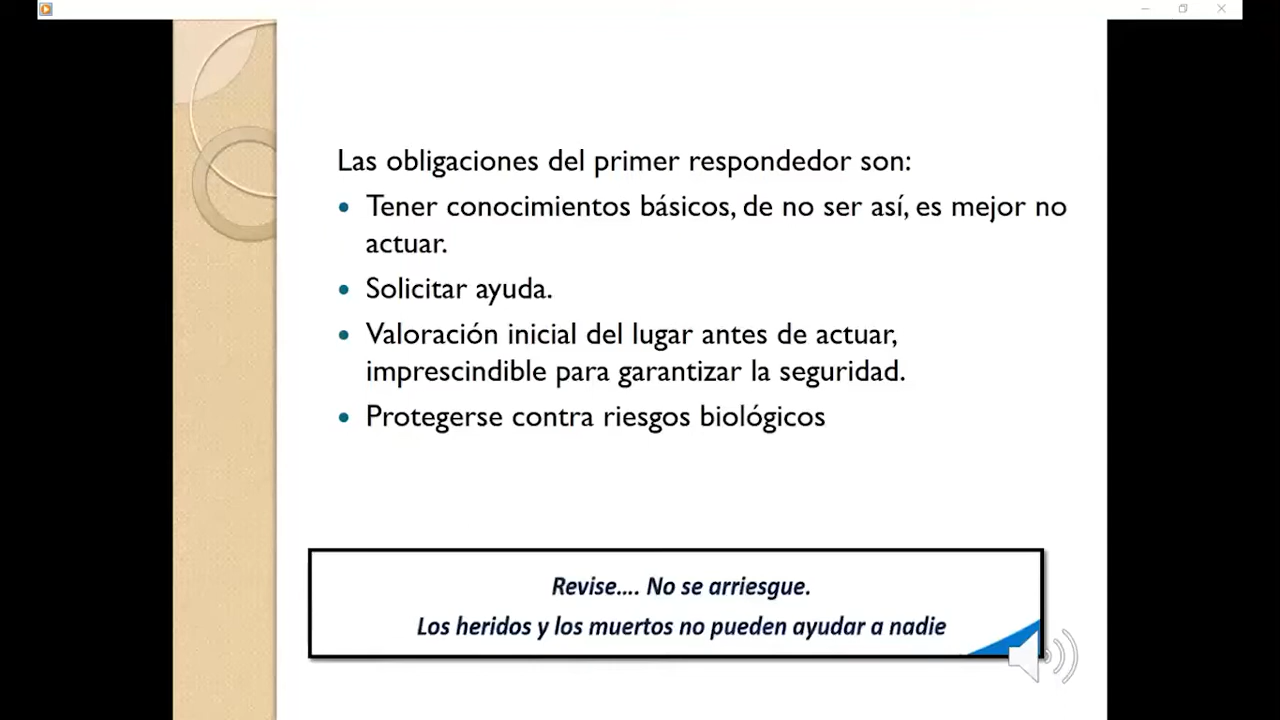 Las obligaciones del primer respondedor son:
• Tener conocimientos básicos, de no ser así, es mejor no
actuar.
• Solicitar ayuda.
• Valoración inicial del lugar antes de actuar,
imprescindible para garantizar la seguridad.
• Protegerse contra riesgos biológicos
Revise.... No se arriesgue.
Los heridos y los muertos no pueden ayudar a nadie